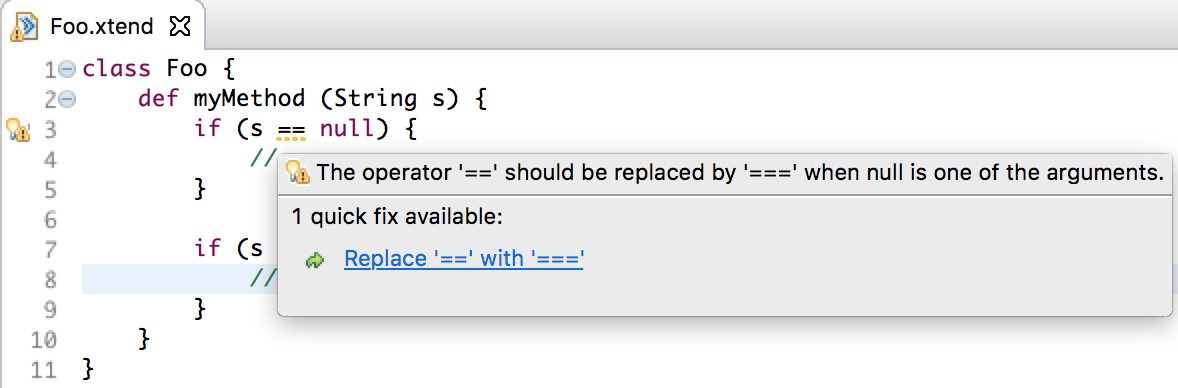 Foo.xtend
1 class Foo {
2 def myMethod (String s) {
3 if (s == null) {
4 //
The operator '==' should be replaced by '===' when null is one of the arguments.
5 }
1 quick fix available:
6
7 if (s
Replace '==' with '==='
8 //
9 }
10 }
11 }